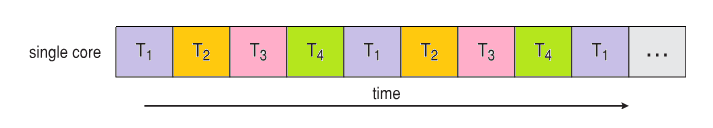 single core T₁ T₂ T₃ T₄ T₁ T₂ T₃ T₄ T₁ ...
time